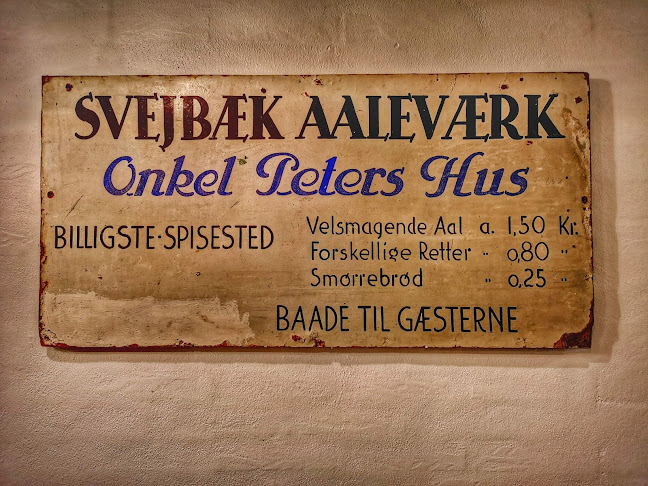 SVEJBÆK AALEVÆRK
Onkel Peters Hus
BILLIGSTE·SPISESTED
Velsmagende Aal a. 1,50 Kr.
Forskellige Retter " 0,80 "
Smørrebrød " 0,25 "
BAADE TIL GÆSTERNE